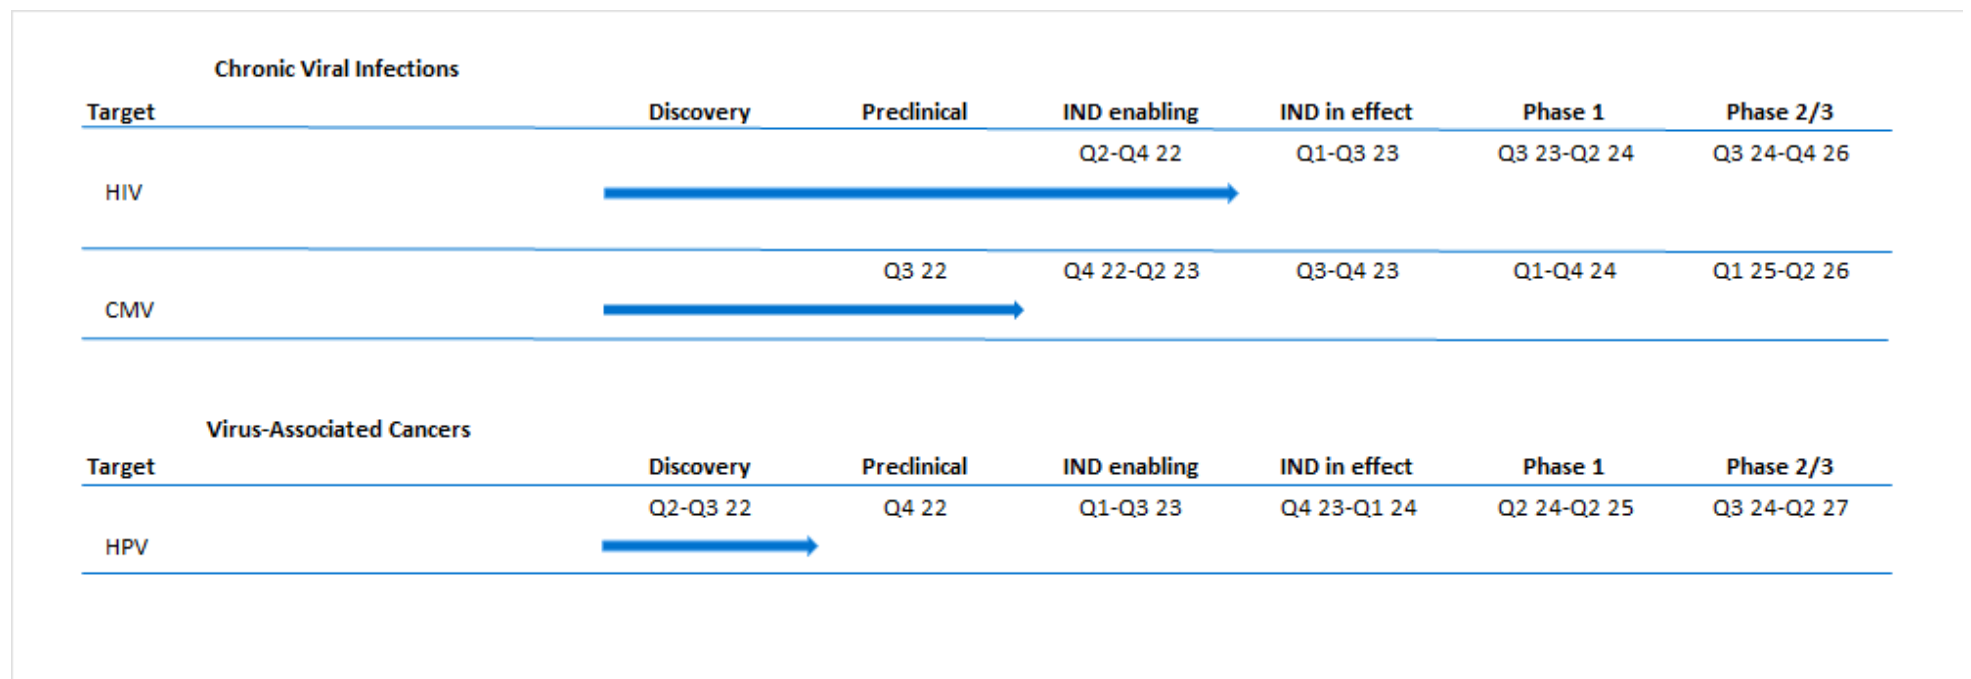 Chronic Viral Infections
Target Discovery Preclinical IND enabling IND in effect Phase 1 Phase 2/3
Q2-Q4 22 Q1-Q3 23 Q3 23-Q2 24 Q3 24-Q4 26
HIV
Q3 22 Q4 22-Q2 23 Q3-Q4 23 Q1-Q4 24 Q1 25-Q2 26
CMV
Virus-Associated Cancers
Target Discovery Preclinical IND enabling IND in effect Phase 1 Phase 2/3
Q2-Q3 22 Q4 22 Q1-Q3 23 Q4 23-Q1 24 Q2 24-Q2 25 Q3 24-Q2 27
HPV